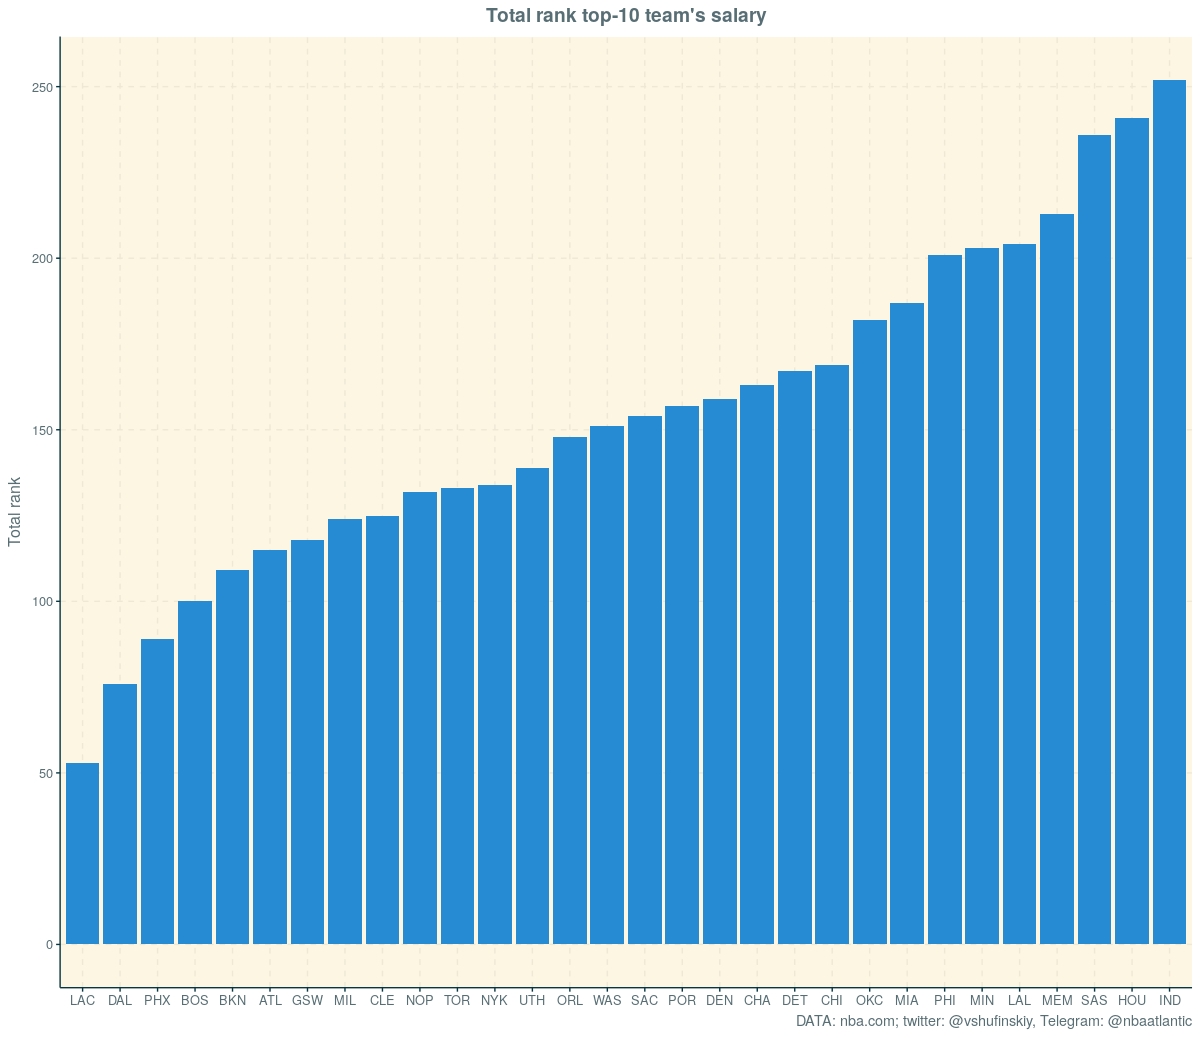 Total rank top-10 team's salary
Total rank
250
200
150
100
50
0
LAC DAL PHX BOS BKN ATL GSW MIL CLE NOP TOR NYK UTH ORL WAS SAC POR DEN CHA DET CHI OKC MIA PHI MIN LAL MEM SAS HOU IND
DATA: nba.com; twitter: @vshufinskiy, Telegram: @nbaatlantic